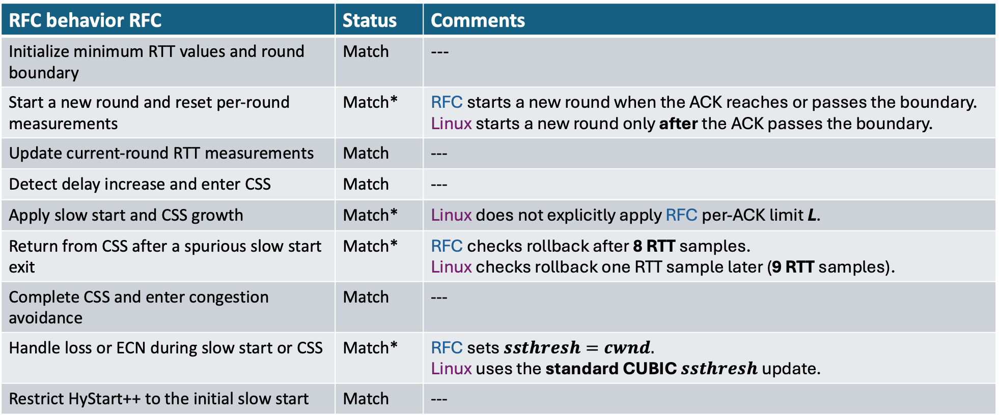 RFC behavior RFC Status Comments
Initialize minimum RTT values and round Match ---
boundary
Start a new round and reset per-round Match* RFC starts a new round when the ACK reaches or passes the boundary.
measurements Linux starts a new round only after the ACK passes the boundary.
Update current-round RTT measurements Match ---
Detect delay increase and enter CSS Match ---
Apply slow start and CSS growth Match* Linux does not explicitly apply RFC per-ACK limit L.
Return from CSS after a spurious slow start Match* RFC checks rollback after 8 RTT samples.
exit Linux checks rollback one RTT sample later (9 RTT samples).
Complete CSS and enter congestion Match ---
avoidance
Handle loss or ECN during slow start or CSS Match* RFC sets ssthresh = cwnd.
Linux uses the standard CUBIC ssthresh update.
Restrict HyStart++ to the initial slow start Match ---